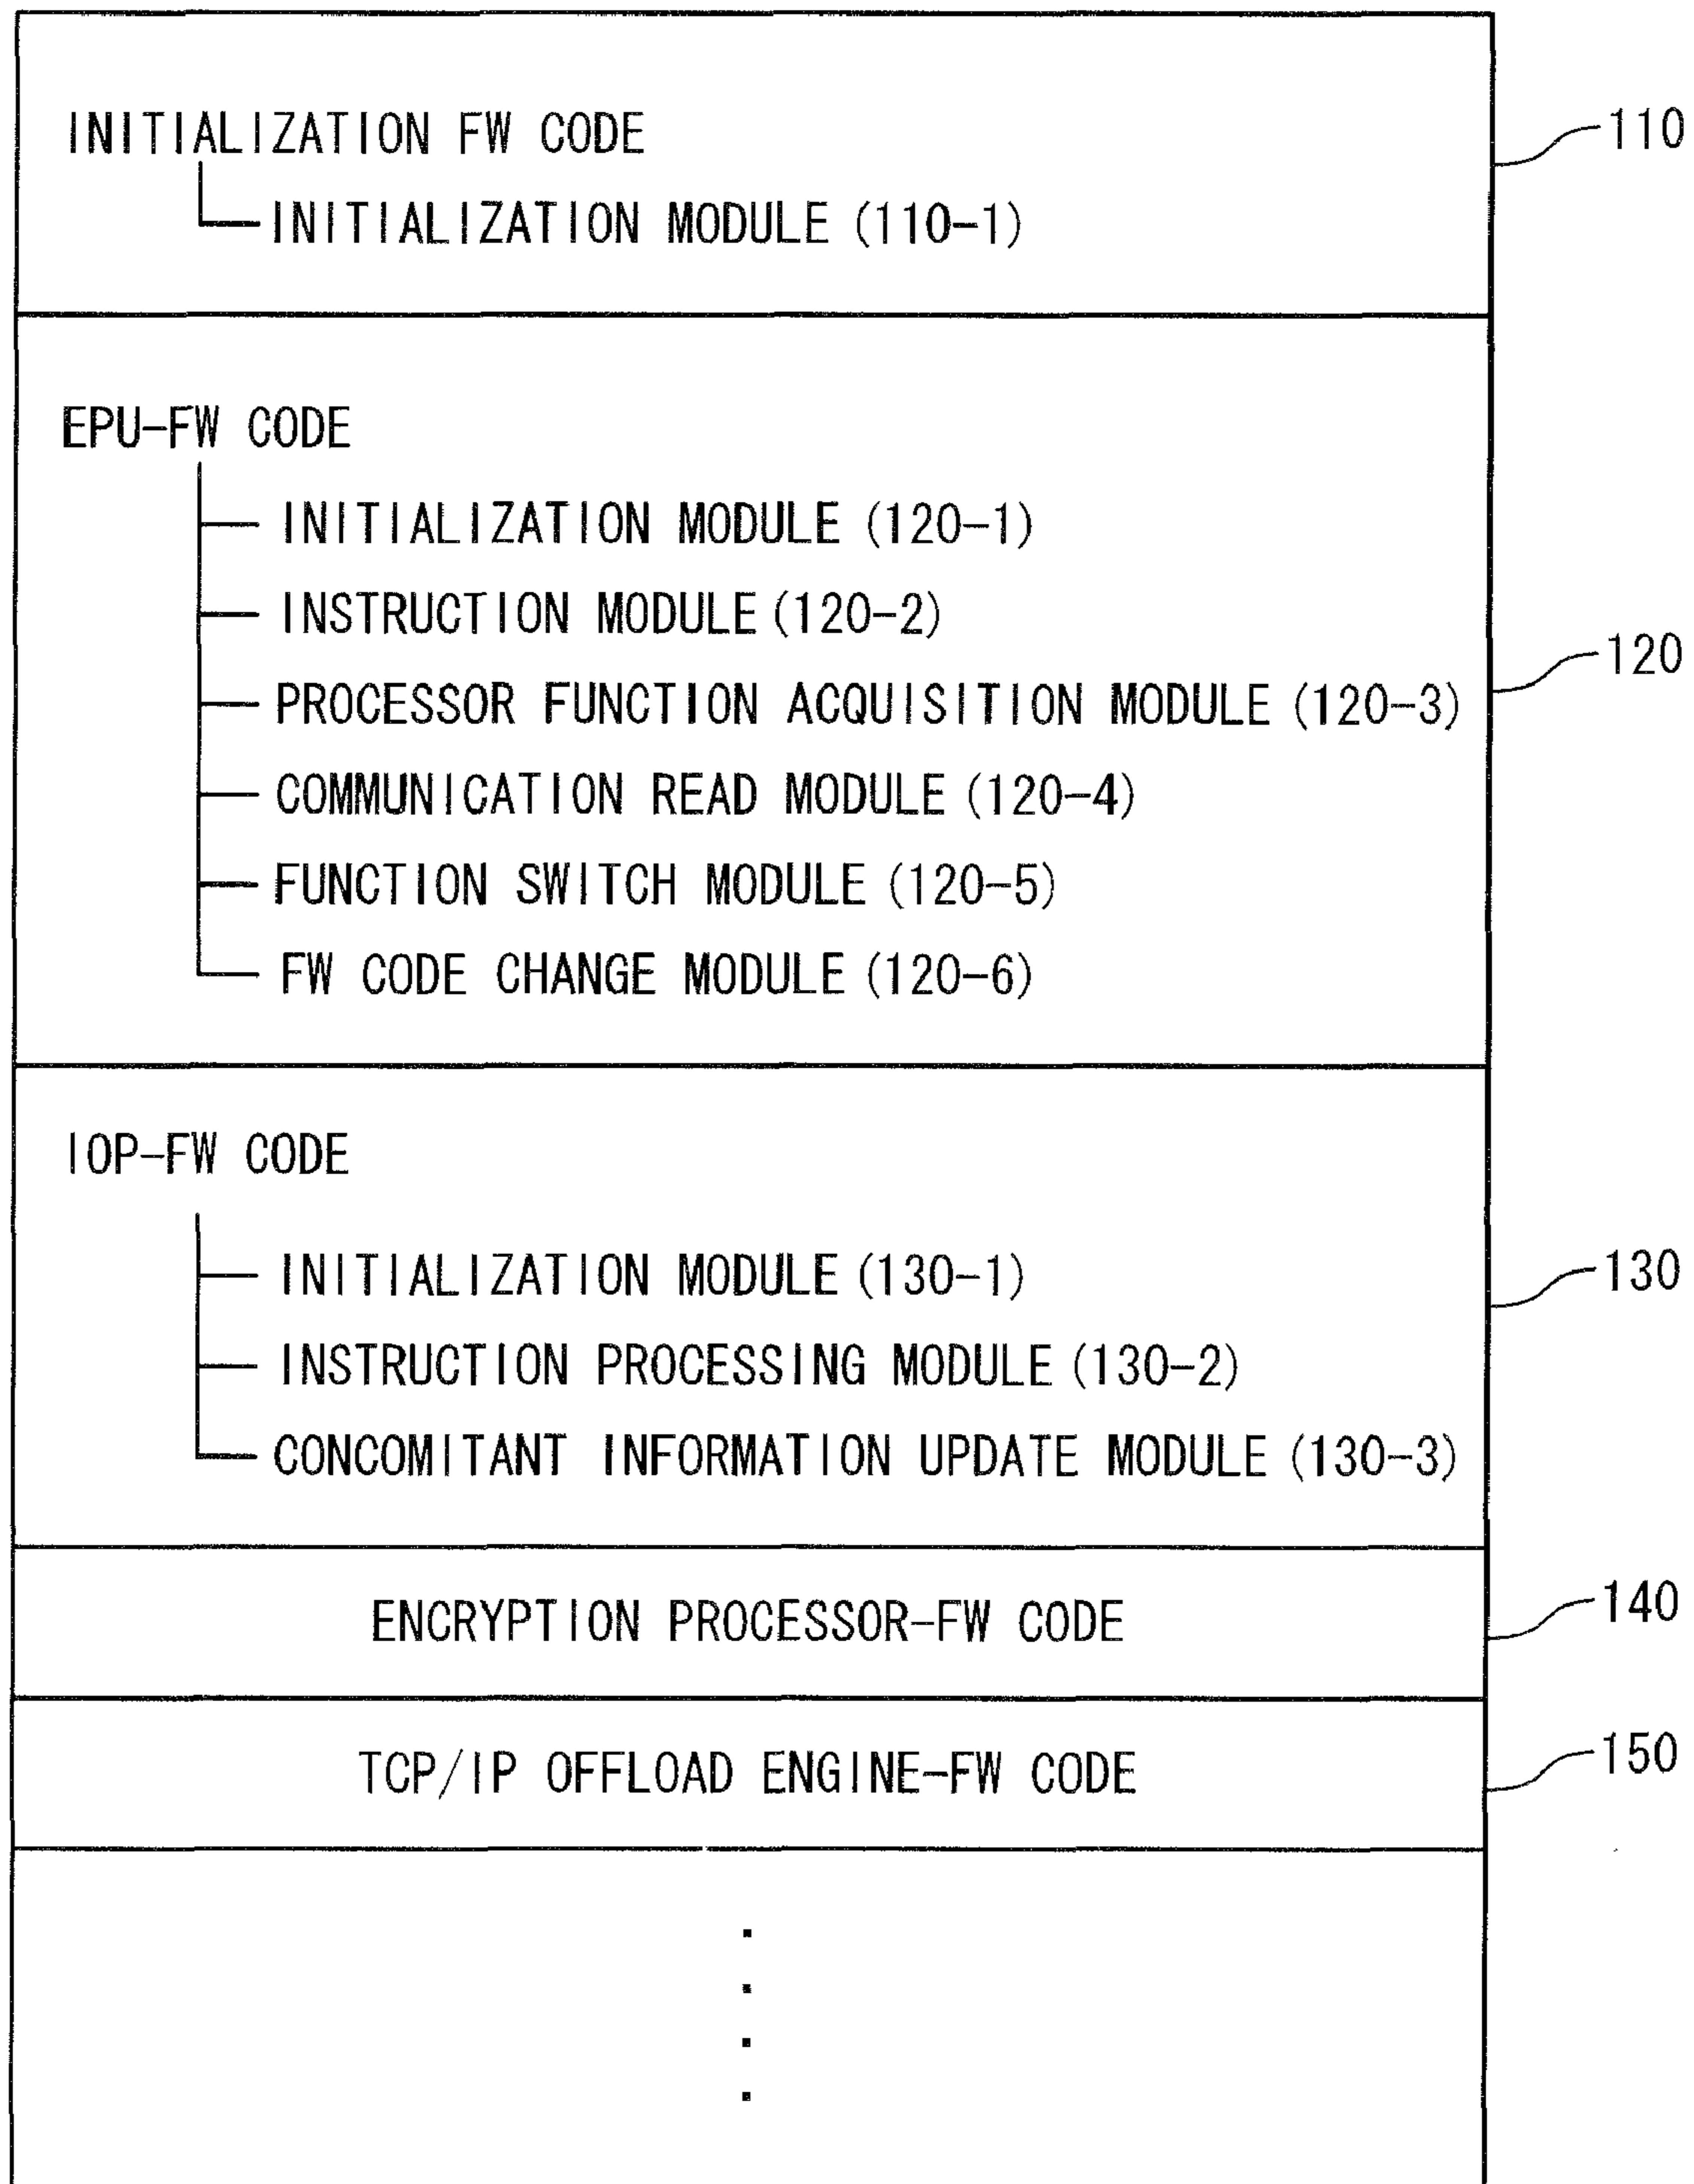 INITIALIZATION FW CODE
110
INITIALIZATION MODULE (110-1)
EPU-FW CODE
INITIALIZATION MODULE (120-1)
INSTRUCTION MODULE (120-2)
120
PROCESSOR FUNCTION ACQUISITION MODULE (120-3)
COMMUNICATION READ MODULE (120-4)
FUNCTION SWITCH MODULE (120-5)
FW CODE CHANGE MODULE (120-6)
IOP-FW CODE
INITIALIZATION MODULE (130-1)
130
INSTRUCTION PROCESSING MODULE (130-2)
CONCOMITANT INFORMATION UPDATE MODULE (130-3)
ENCRYPTION PROCESSOR-FW CODE
140
TCP/IP OFFLOAD ENGINE-FW CODE
150